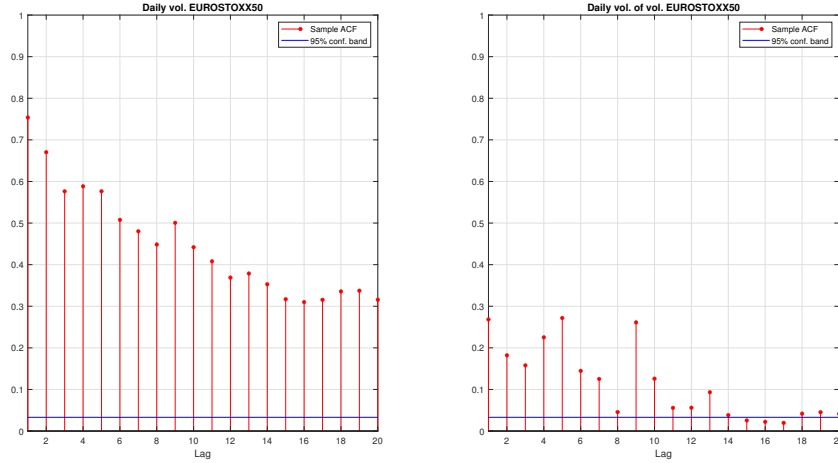 Daily vol. EUROSTOXX50
Sample ACF
95% conf. band
1
0.9
0.8
0.7
0.6
0.5
0.4
0.3
0.2
0.1
0
2 4 6 8 10 12 14 16 18 20
Lag
Daily vol. of vol. EUROSTOXX50
Sample ACF
95% conf. band
1
0.9
0.8
0.7
0.6
0.5
0.4
0.3
0.2
0.1
0
2 4 6 8 10 12 14 16 18
Lag